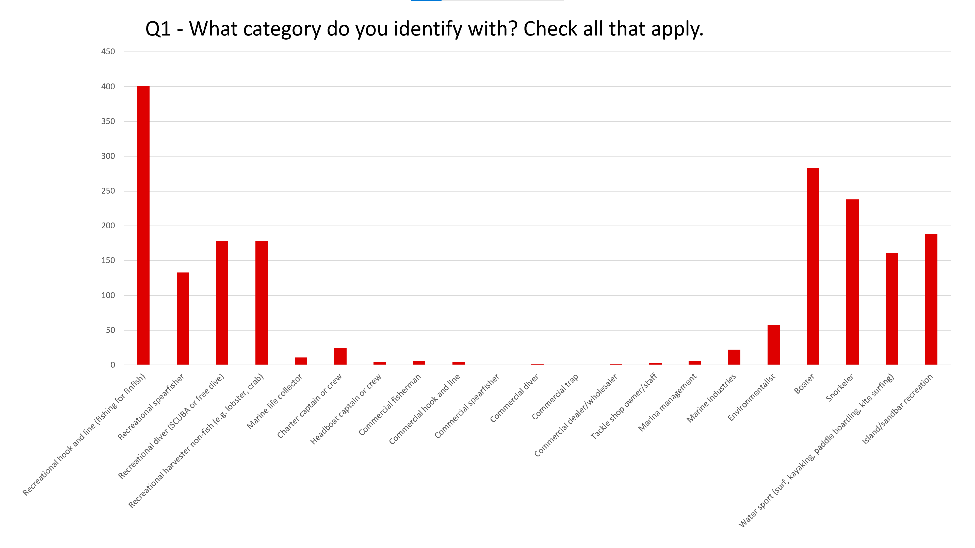 Q1 - What category do you identify with? Check all that apply.
450
400
350
300
250
200
150
100
50
0
Recreational hook and line (fishing for finfish)
Recreational spearfisher
Recreational diver (SCUBA or free dive)
Recreational harvester non-fish (e.g. lobster, crab)
Marine life collector
Charter captain or crew
Headboat captain or crew
Commercial fisherman
Commercial hook and line
Commercial spearfisher
Commercial diver
Commercial trap
Commercial dealer/wholesaler
Tackle shop owner/staff
Marina management
Marine industries
Environmentalist
Boater
Snorkeler
Water sport (surf, kayaking, paddle boarding, kite surfing)
Island/sandbar recreation